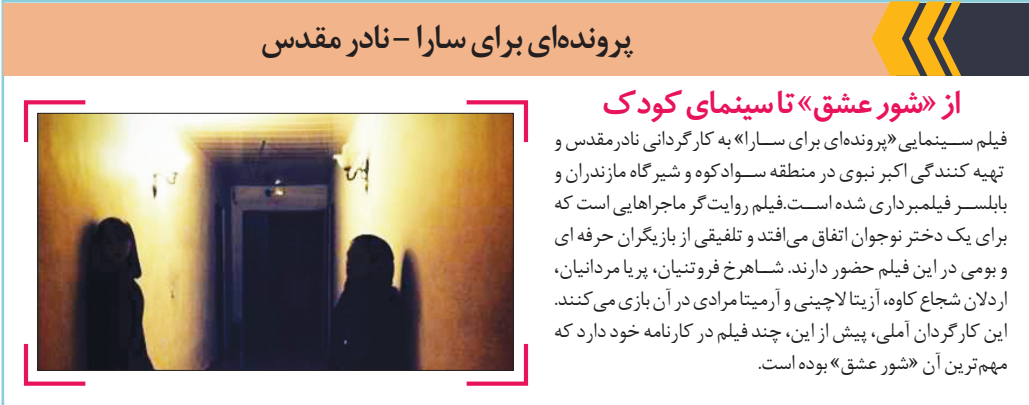 پرونده‌ای برای سارا - نادر مقدس
از «شور عشق» تا سینمای کودک
فیلم سینمایی «پرونده‌ای برای سارا» به کارگردانی نادرمقدس و
تهیه کنندگی اکبر نبوی در منطقه سوادکوه و شیرگاه مازندران و
بابلسر فیلمبرداری شده است.فیلم روایت‌گر ماجراهایی است که
برای یک دختر نوجوان اتفاق می‌افتد و تلفیقی از بازیگران حرفه ای
و بومی در این فیلم حضور دارند. شاهرخ فروتنیان، پریا مردانیان،
اردلان شجاع کاوه، آزیتا لاچینی و آرمیتا مرادی در آن بازی می‌کنند.
این کارگردان آملی، پیش از این، چند فیلم در کارنامه خود دارد که
مهم‌ترین آن «شور عشق» بوده است.